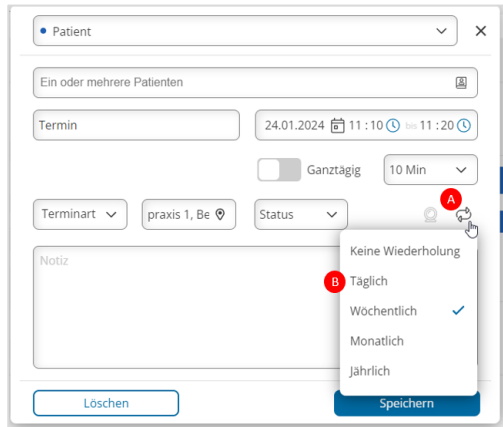 Patient
Ein oder mehrere Patienten
Termin
24.01.2024 11 : 10 bis 11 : 20
Ganztägig
10 Min
A
Terminart
praxis 1, Be
Status
Notiz
Keine Wiederholung
B Täglich
Wöchentlich
Monatlich
Jährlich
Löschen
Speichern